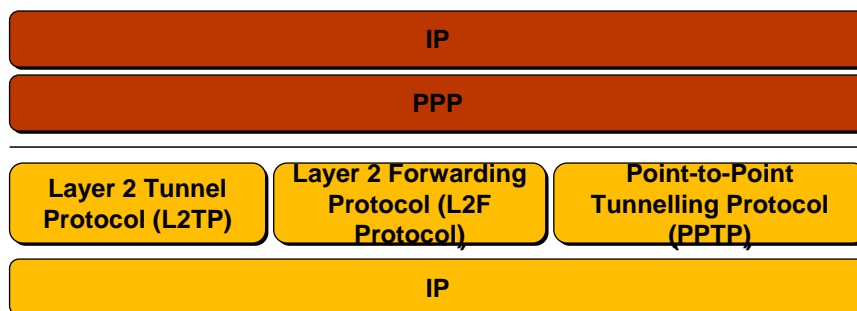 IP
PPP
Layer 2 Tunnel
Protocol (L2TP)
Layer 2 Forwarding
Protocol (L2F
Protocol)
Point-to-Point
Tunnelling Protocol
(PPTP)
IP